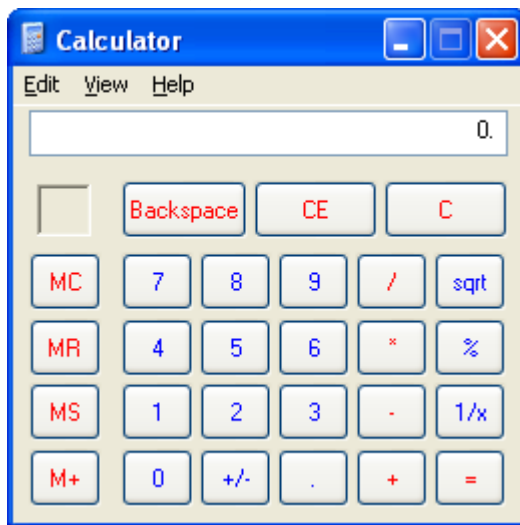 Calculator
Edit View Help
0.
Backspace CE C
MC 7 8 9 / sqrt
MR 4 5 6 * %
MS 1 2 3 - 1/x
M+ 0 +/- . + =